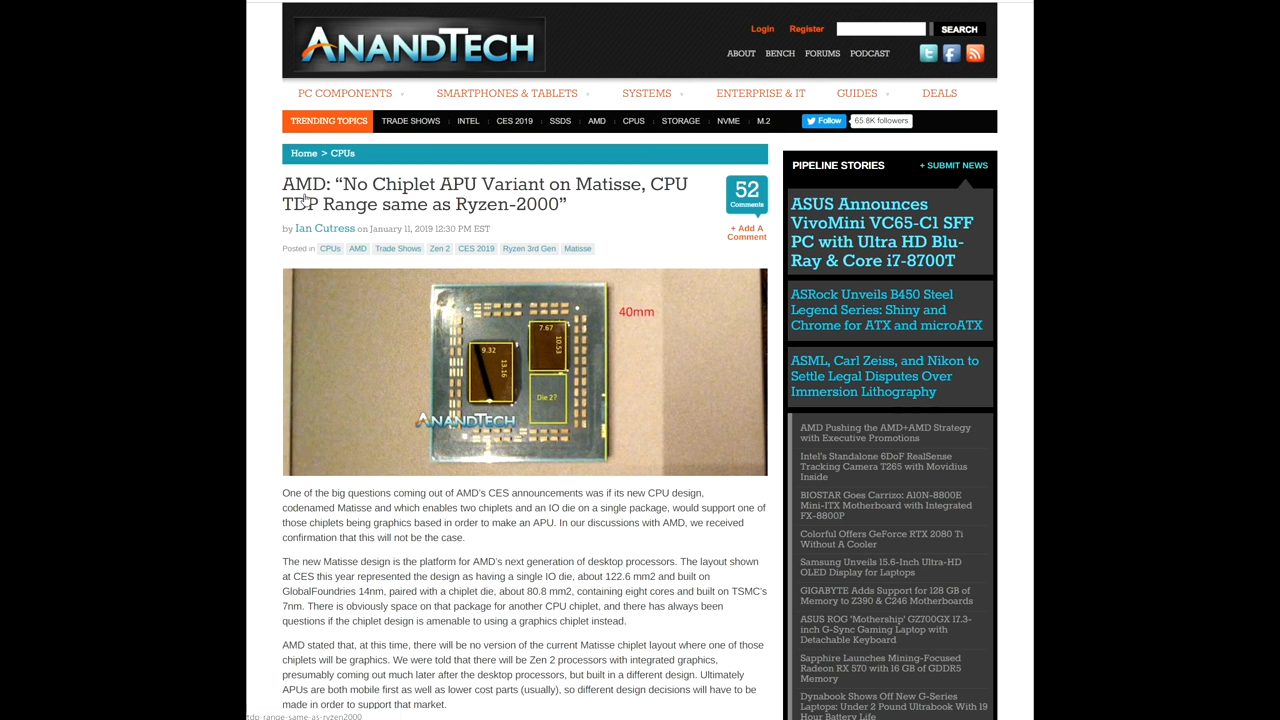 ANANDTECH
Login Register SEARCH
ABOUT BENCH FORUMS PODCAST
PC COMPONENTS SMARTPHONES & TABLETS SYSTEMS ENTERPRISE & IT GUIDES DEALS
TRENDING TOPICS TRADE SHOWS INTEL CES 2019 SSDS AMD CPUS STORAGE NVME M.2 Follow 65.8K followers
Home > CPUs
AMD: “No Chiplet APU Variant on Matisse, CPU
TDP Range same as Ryzen-2000”
52
Comments
by Ian Cutress on January 11, 2019 12:30 PM EST
+ Add A
Comment
Posted in CPUs AMD Trade Shows Zen 2 CES 2019 Ryzen 3rd Gen Matisse
40mm
7.67
10.53
9.32
13.16
Die 2?
ANANDTECH
One of the big questions coming out of AMD's CES announcements was if its new CPU design,
codenamed Matisse and which enables two chiplets and an IO die on a single package, would support one of
those chiplets being graphics based in order to make an APU. In our discussions with AMD, we received
confirmation that this will not be the case.
The new Matisse design is the platform for AMD's next generation of desktop processors. The layout shown
at CES this year represented the design as having a single IO die, about 122.6 mm2 and built on
GlobalFoundries 14nm, paired with a chiplet die, about 80.8 mm2, containing eight cores and built on TSMC's
7nm. There is obviously space on that package for another CPU chiplet, and there has always been
questions if the chiplet design is amenable to using a graphics chiplet instead.
AMD stated that, at this time, there will be no version of the current Matisse chiplet layout where one of those
chiplets will be graphics. We were told that there will be Zen 2 processors with integrated graphics,
presumably coming out much later after the desktop processors, but built in a different design. Ultimately
APUs are both mobile first as well as lower cost parts (usually), so different design decisions will have to be
made in order to support that market.
PIPELINE STORIES + SUBMIT NEWS
ASUS Announces
VivoMini VC65-C1 SFF
PC with Ultra HD Blu-
Ray & Core i7-8700T
ASRock Unveils B450 Steel
Legend Series: Shiny and
Chrome for ATX and microATX
ASML, Carl Zeiss, and Nikon to
Settle Legal Disputes Over
Immersion Lithography
AMD Pushing the AMD+AMD Strategy
with Executive Promotions
Intel's Standalone 6DoF RealSense
Tracking Camera T265 with Movidius
Inside
BIOSTAR Goes Carrizo: A10N-8800E
Mini-ITX Motherboard with Integrated
FX-8800P
Colorful Offers GeForce RTX 2080 Ti
Without A Cooler
Samsung Unveils 15.6-Inch Ultra-HD
OLED Display for Laptops
GIGABYTE Adds Support for 128 GB of
Memory to Z390 & C246 Motherboards
ASUS ROG 'Mothership' GZ700GX 17.3-
inch G-Sync Gaming Laptop with
Detachable Keyboard
Sapphire Launches Mining-Focused
Radeon RX 570 with 16 GB of GDDR5
Memory
Dynabook Shows Off New G-Series
Laptops: Under 2 Pound Ultrabook With 19
Hour Battery Life
tdp-range-same-as-ryzen2000